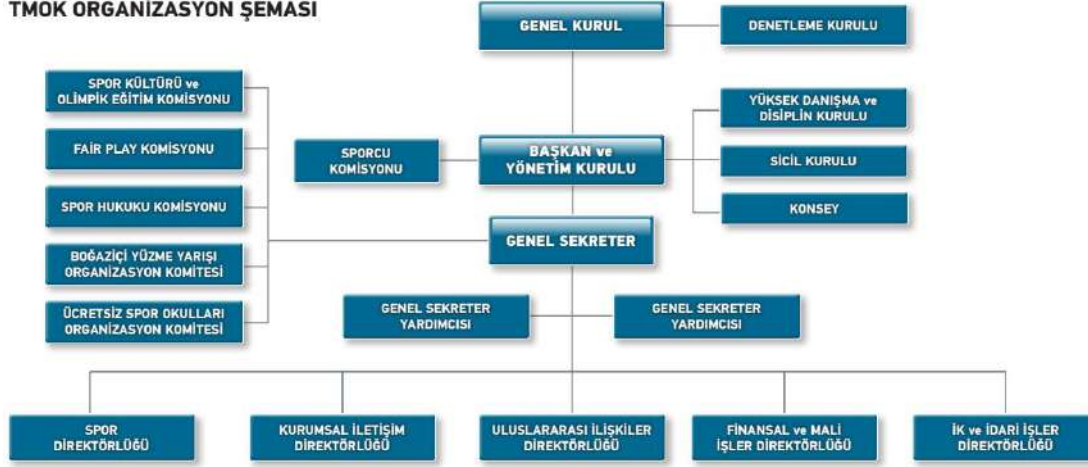 TMOK ORGANİZASYON ŞEMASI
GENEL KURUL
DENETLEME KURULU
SPOR KÜLTÜRÜ ve
OLİMPİK EĞİTİM KOMİSYONU
YÜKSEK DANIŞMA ve
DİSİPLİN KURULU
FAIR PLAY KOMİSYONU
SPORCU
KOMİSYONU
BAŞKAN ve
YÖNETİM KURULU
SİCİL KURULU
SPOR HUKUKU KOMİSYONU
KONSEY
GENEL SEKRETER
BOĞAZİÇİ YÜZME YARIŞI
ORGANİZASYON KOMİTESİ
ÜCRETSİZ SPOR OKULLARI
ORGANİZASYON KOMİTESİ
GENEL SEKRETER
YARDIMCISI
GENEL SEKRETER
YARDIMCISI
SPOR
DİREKTÖRLÜĞÜ
KURUMSAL İLETİŞİM
DİREKTÖRLÜĞÜ
ULUSLARARASI İLİŞKİLER
DİREKTÖRLÜĞÜ
FİNANSAL ve MALİ
İŞLER DİREKTÖRLÜĞÜ
İK ve İDARİ İŞLER
DİREKTÖRLÜĞÜ